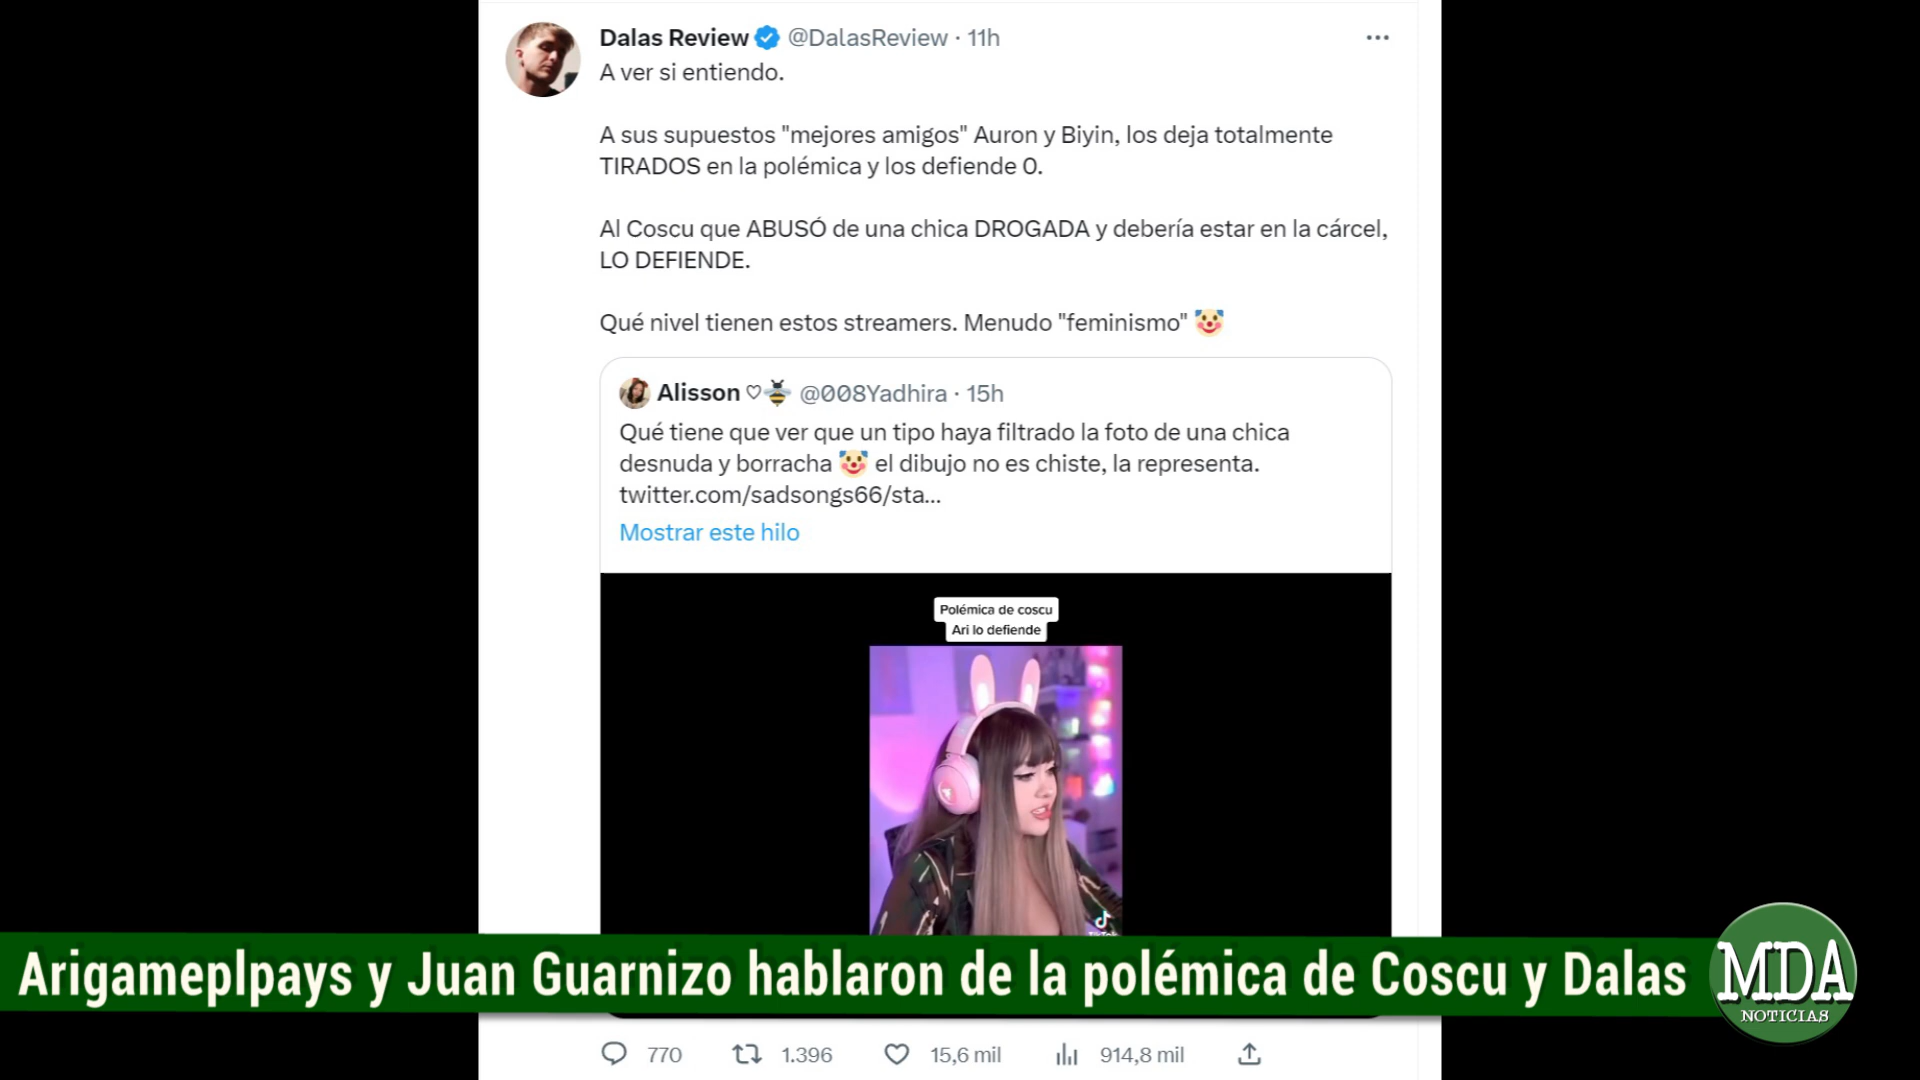 Dalas Review @DalasReview · 11h
A ver si entiendo.
A sus supuestos "mejores amigos" Auron y Biyin, los deja totalmente
TIRADOS en la polémica y los defiende 0.
Al Coscu que ABUSÓ de una chica DROGADA y debería estar en la cárcel,
LO DEFIENDE.
Qué nivel tienen estos streamers. Menudo "feminismo" 🤡
Alisson ♡🐝 @008Yadhira · 15h
Qué tiene que ver que un tipo haya filtrado la foto de una chica
desnuda y borracha 🤡 el dibujo no es chiste, la representa.
twitter.com/sadsongs66/sta...
Mostrar este hilo
Polémica de coscu
Ari lo defiende
Arigameplpays y Juan Guarnizo hablaron de la polémica de Coscu y Dalas
MDA
NOTICIAS
770 1.396 15,6 mil 914,8 mil